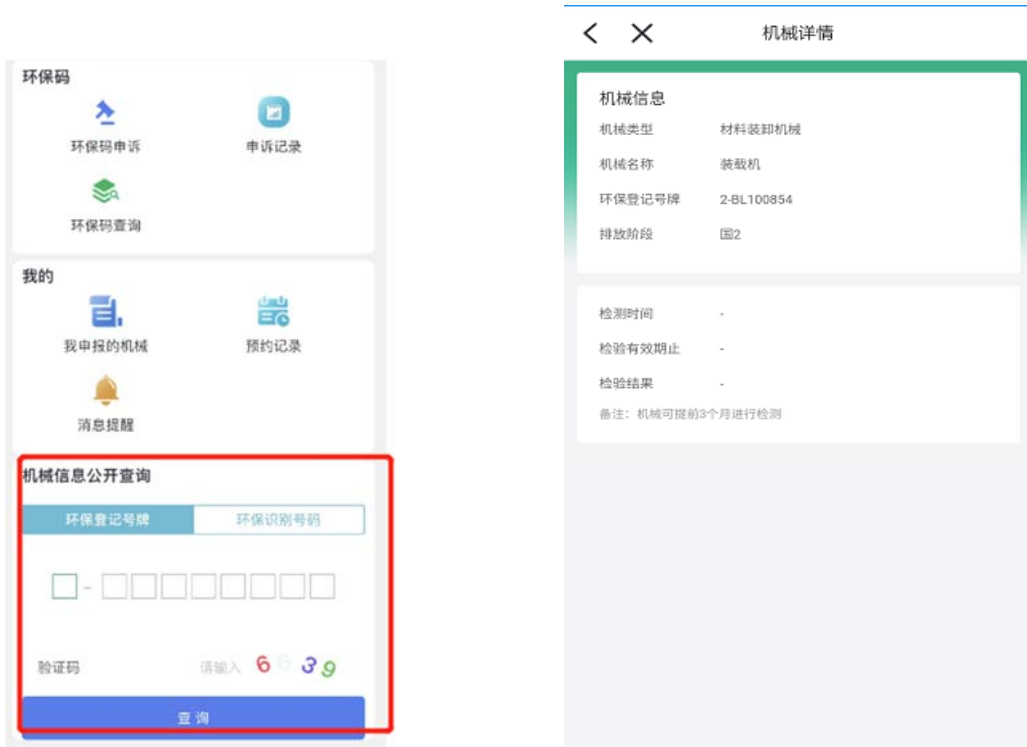 环保码
环保码申诉
申诉记录
环保码查询
我的
我申报的机械
预约记录
消息提醒
机械信息公开查询
环保登记号牌
环保识别号码
-
验证码
请输入
6639
查询
机械详情
机械信息
机械类型 材料装卸机械
机械名称 装载机
环保登记号牌 2-BL100854
排放阶段 国2
检测时间 -
检验有效期止 -
检验结果 -
备注：机械可提前3个月进行检测